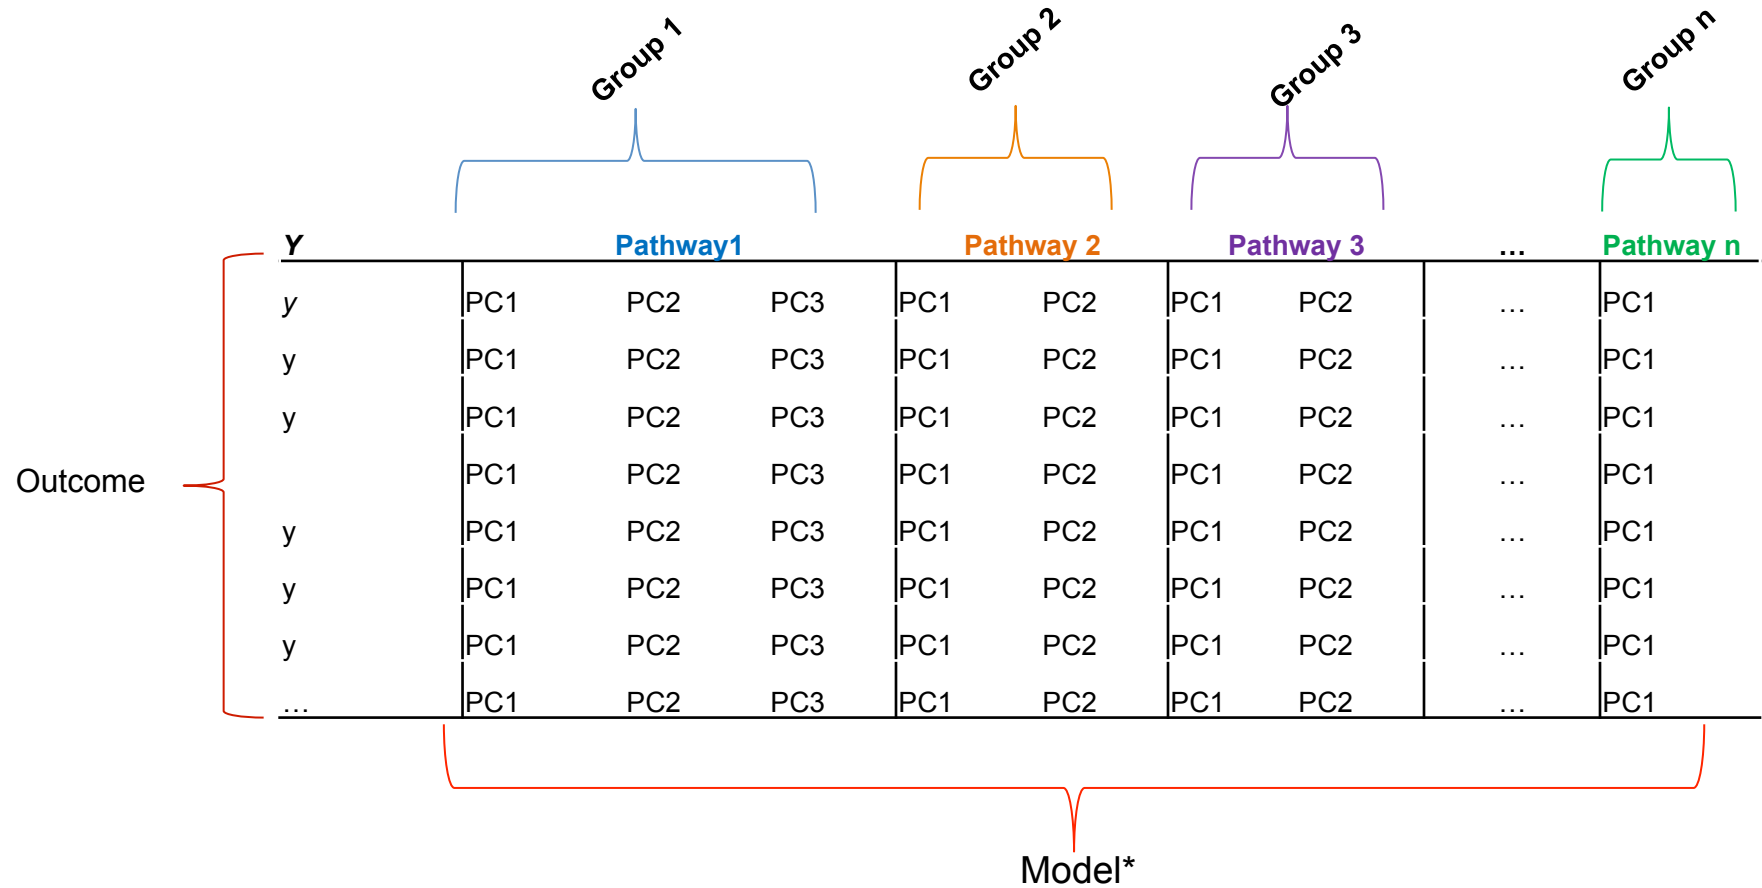 Group 1 Group 2 Group 3 Group n
Y Pathway1 Pathway 2 Pathway 3 ... Pathway n
y PC1 PC2 PC3 PC1 PC2 PC1 PC2 … PC1
y PC1 PC2 PC3 PC1 PC2 PC1 PC2 … PC1
y PC1 PC2 PC3 PC1 PC2 PC1 PC2 … PC1
Outcome PC1 PC2 PC3 PC1 PC2 PC1 PC2 … PC1
y PC1 PC2 PC3 PC1 PC2 PC1 PC2 … PC1
y PC1 PC2 PC3 PC1 PC2 PC1 PC2 … PC1
y PC1 PC2 PC3 PC1 PC2 PC1 PC2 … PC1
… PC1 PC2 PC3 PC1 PC2 PC1 PC2 … PC1
Model*